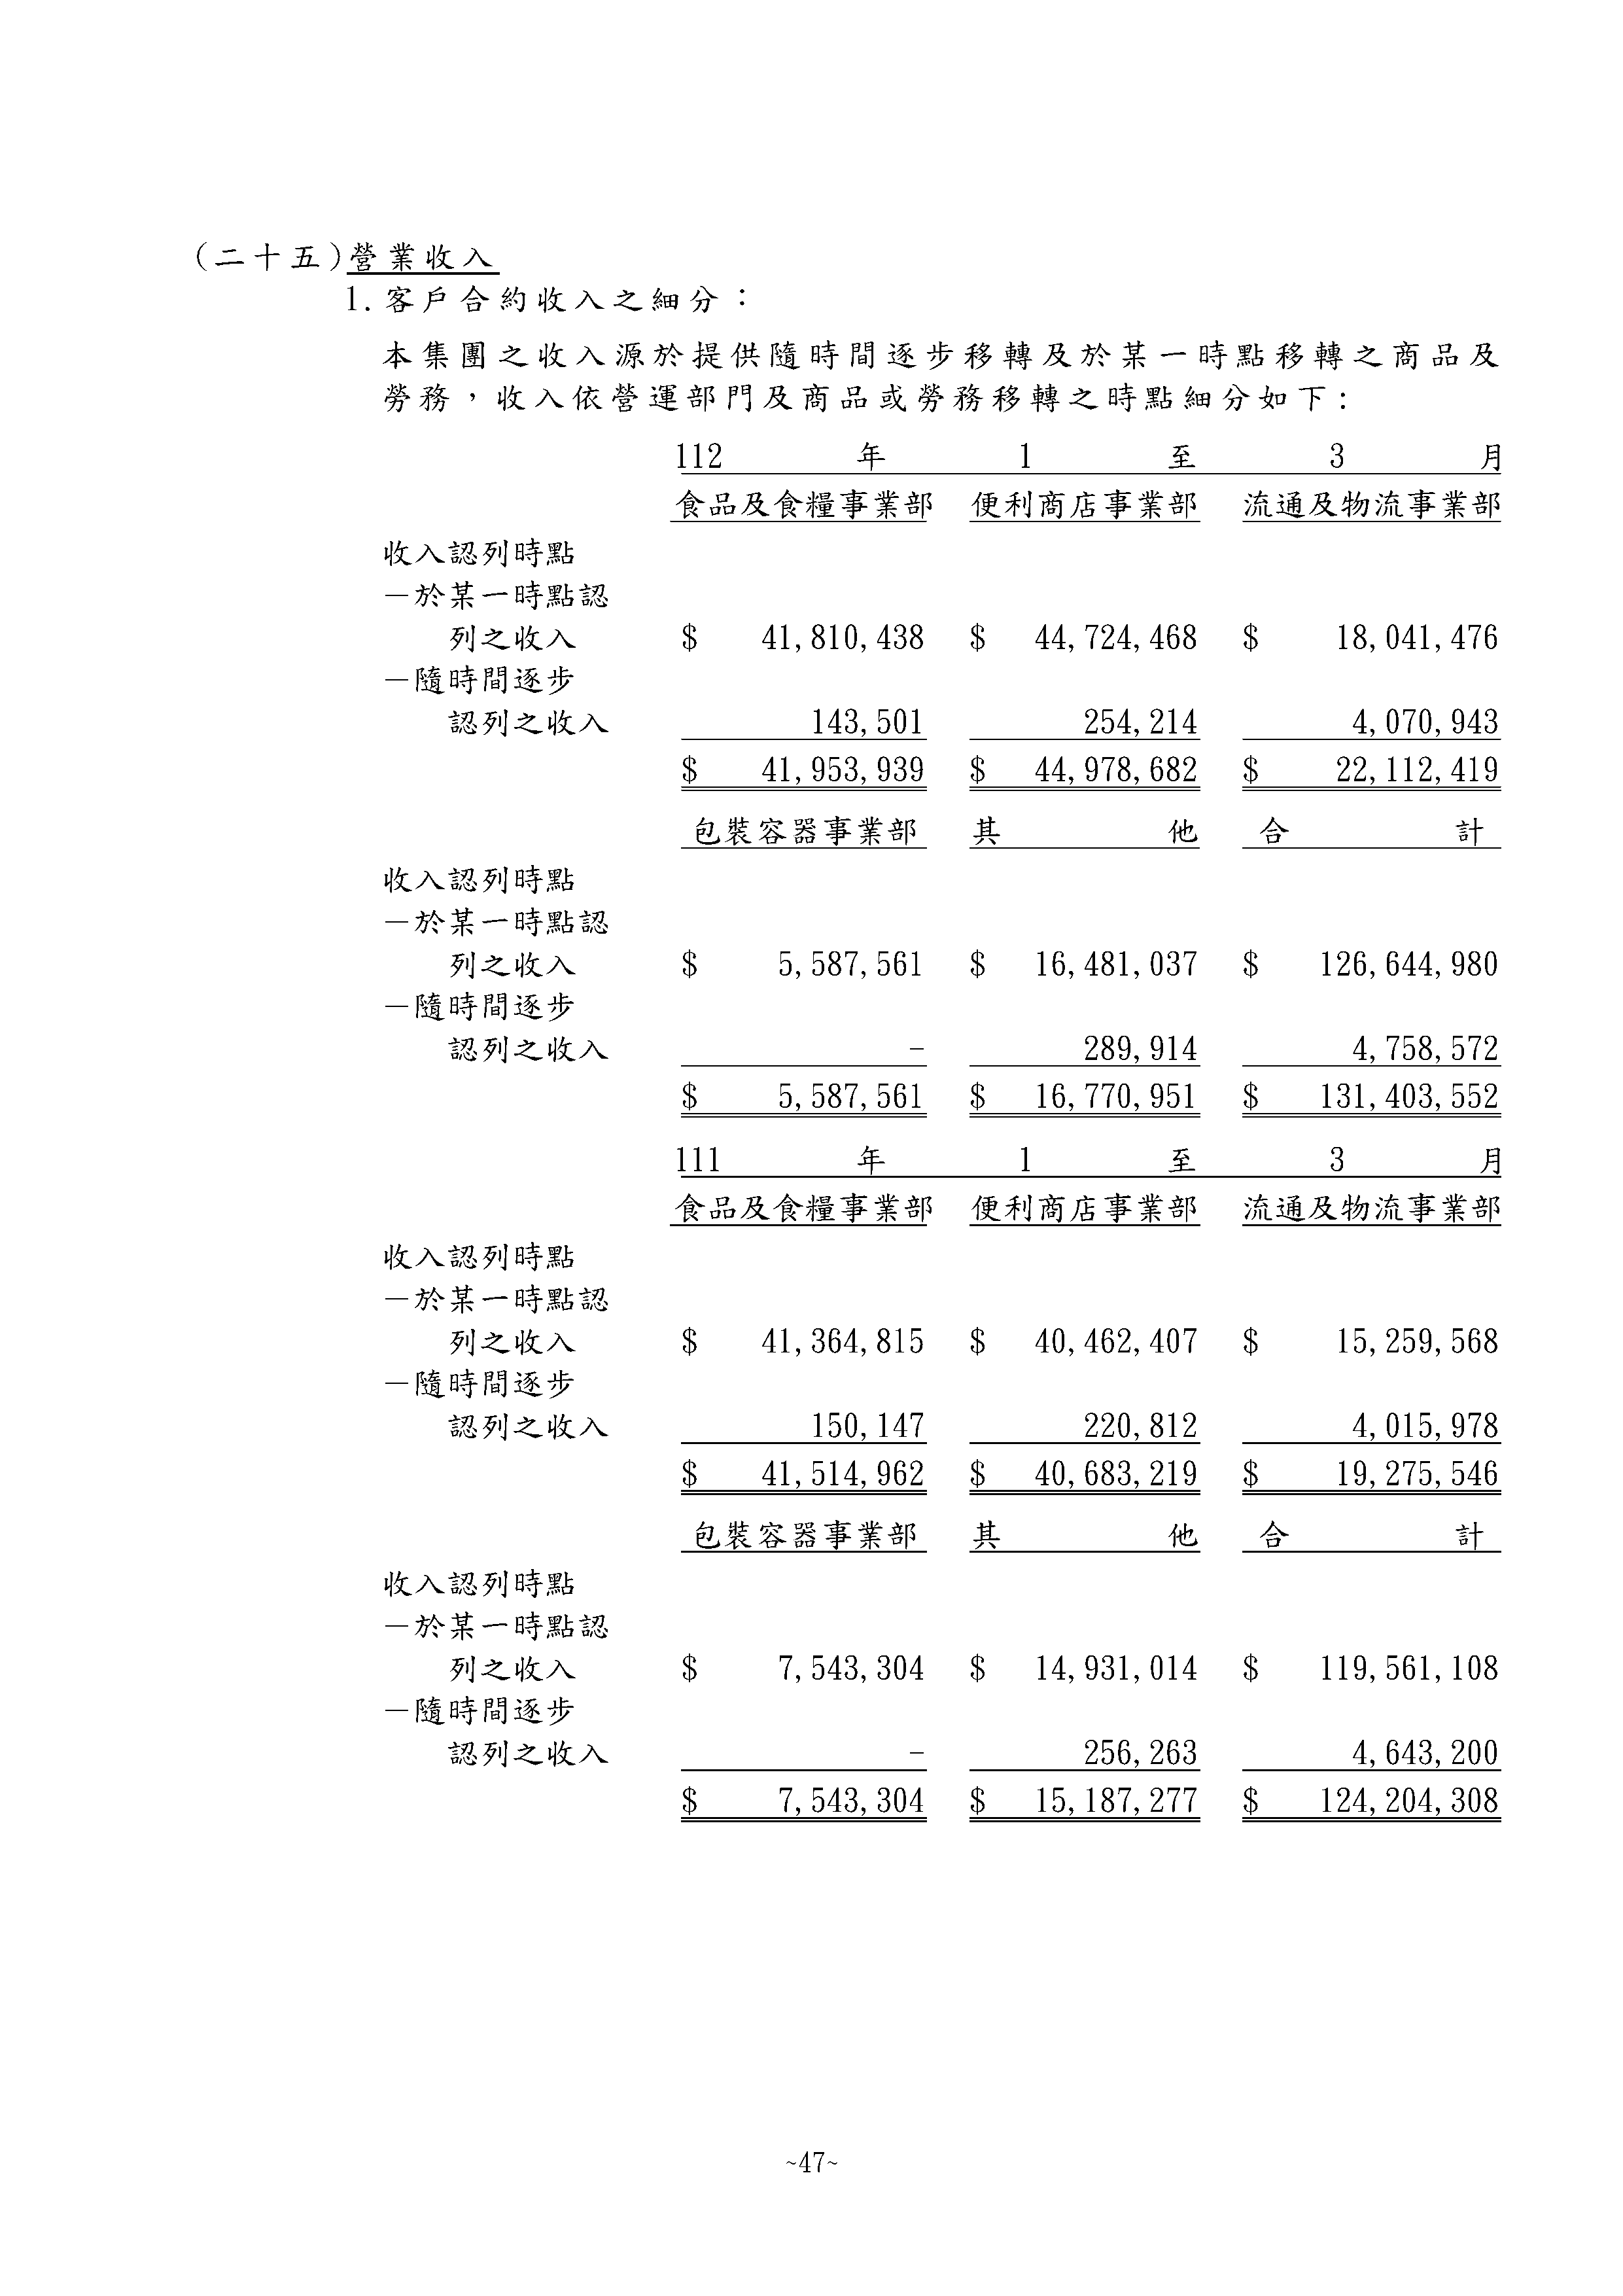 (二十五)營業收入
1.客戶合約收入之細分：
本集團之收入源於提供隨時間逐步移轉及於某一時點移轉之商品及
勞務，收入依營運部門及商品或勞務移轉之時點細分如下：
112 年 1 至 3 月
食品及食糧事業部 便利商店事業部 流通及物流事業部
收入認列時點
－於某一時點認
列之收入 $ 41,810,438 $ 44,724,468 $ 18,041,476
－隨時間逐步
認列之收入 143,501 254,214 4,070,943
$ 41,953,939 $ 44,978,682 $ 22,112,419
包裝容器事業部 其他 合計
收入認列時點
－於某一時點認
列之收入 $ 5,587,561 $ 16,481,037 $ 126,644,980
－隨時間逐步
認列之收入 - 289,914 4,758,572
$ 5,587,561 $ 16,770,951 $ 131,403,552
111 年 1 至 3 月
食品及食糧事業部 便利商店事業部 流通及物流事業部
收入認列時點
－於某一時點認
列之收入 $ 41,364,815 $ 40,462,407 $ 15,259,568
－隨時間逐步
認列之收入 150,147 220,812 4,015,978
$ 41,514,962 $ 40,683,219 $ 19,275,546
包裝容器事業部 其他 合計
收入認列時點
－於某一時點認
列之收入 $ 7,543,304 $ 14,931,014 $ 119,561,108
－隨時間逐步
認列之收入 - 256,263 4,643,200
$ 7,543,304 $ 15,187,277 $ 124,204,308
~47~